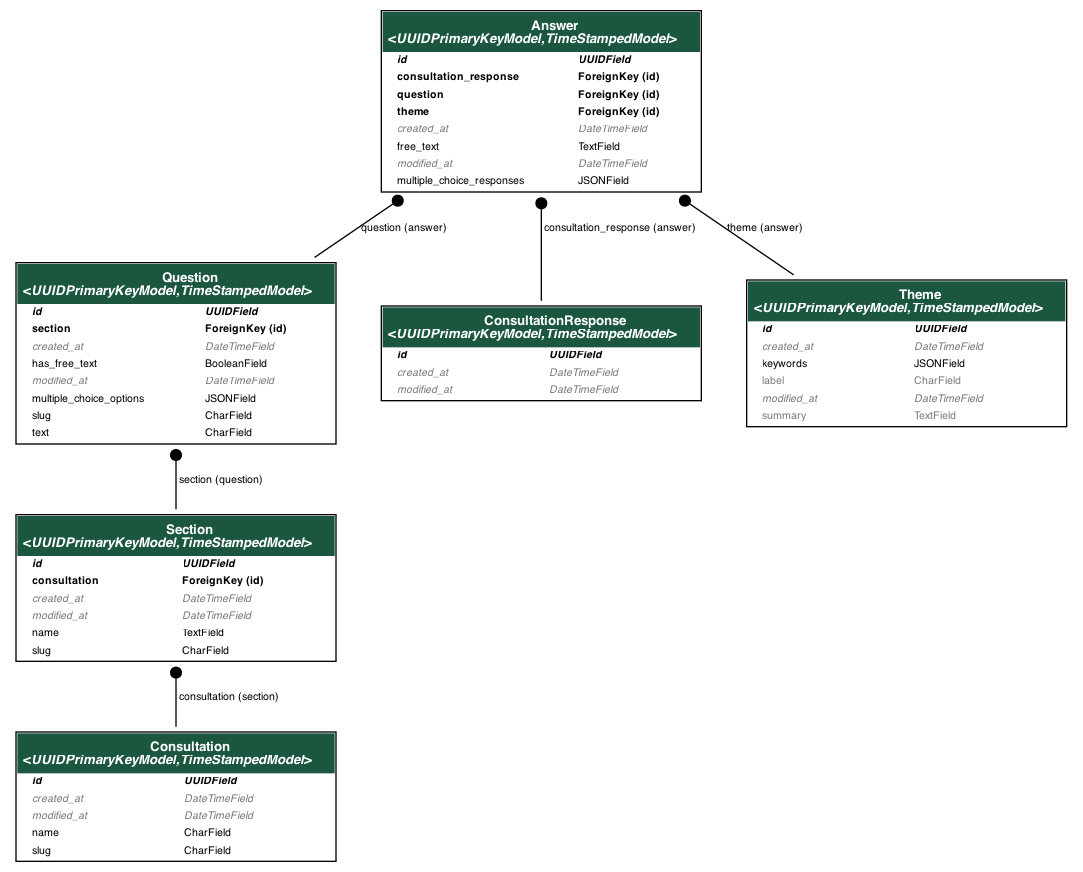 Answer
<UUIDPrimaryKeyModel,TimeStampedModel>
id UUIDField
consultation_response ForeignKey (id)
question ForeignKey (id)
theme ForeignKey (id)
created_at DateTimeField
free_text TextField
modified_at DateTimeField
multiple_choice_responses JSONField
question (answer)
consultation_response (answer)
theme (answer)
Question
<UUIDPrimaryKeyModel,TimeStampedModel>
id UUIDField
section ForeignKey (id)
created_at DateTimeField
has_free_text BooleanField
modified_at DateTimeField
multiple_choice_options JSONField
slug CharField
text CharField
ConsultationResponse
<UUIDPrimaryKeyModel,TimeStampedModel>
id UUIDField
created_at DateTimeField
modified_at DateTimeField
Theme
<UUIDPrimaryKeyModel,TimeStampedModel>
id UUIDField
created_at DateTimeField
keywords JSONField
label CharField
modified_at DateTimeField
summary TextField
section (question)
Section
<UUIDPrimaryKeyModel,TimeStampedModel>
id UUIDField
consultation ForeignKey (id)
created_at DateTimeField
modified_at DateTimeField
name TextField
slug CharField
consultation (section)
Consultation
<UUIDPrimaryKeyModel,TimeStampedModel>
id UUIDField
created_at DateTimeField
modified_at DateTimeField
name CharField
slug CharField